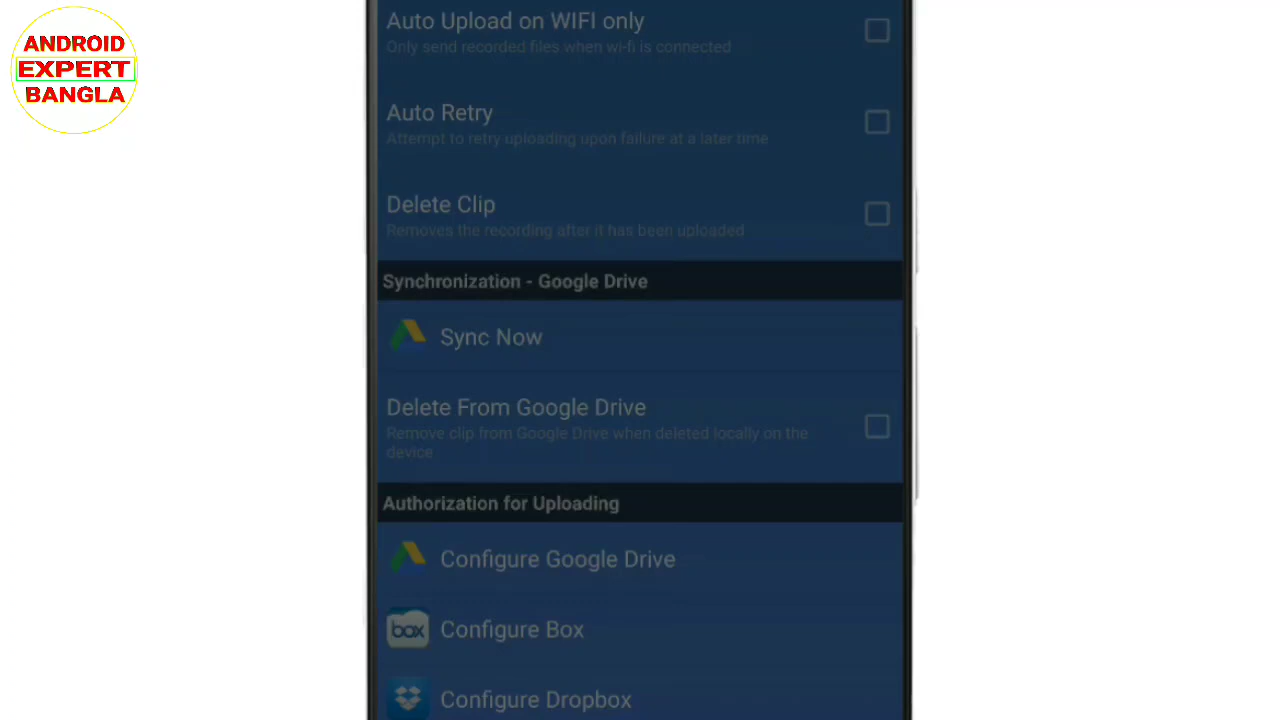 ANDROID
EXPERT
BANGLA
Auto Upload on WIFI only
Only send recorded files when wi-fi is connected
Auto Retry
Attempt to retry uploading upon failure at a later time
Delete Clip
Removes the recording after it has been uploaded
Synchronization - Google Drive
Sync Now
Delete From Google Drive
Remove clip from Google Drive when deleted locally on the
device
Authorization for Uploading
Configure Google Drive
box
Configure Box
Configure Dropbox